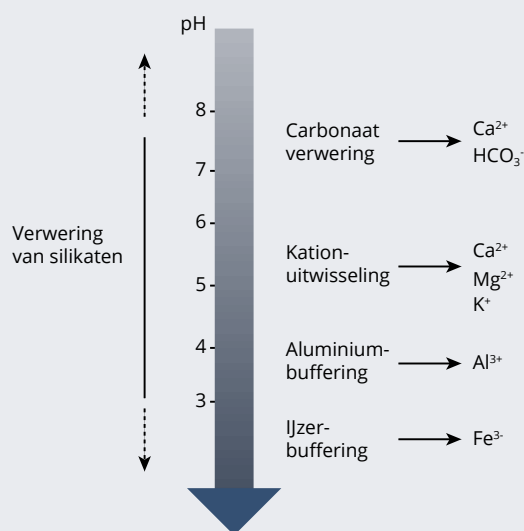 pH
8
7
6
5
4
3
Verwering
van silikaten
Carbonaat
verwering
Ca²⁺
HCO₃⁻
Kation-
uitwisseling
Ca²⁺
Mg²⁺
K⁺
Aluminium-
buffering
Al³⁺
IJzer-
buffering
Fe³⁻